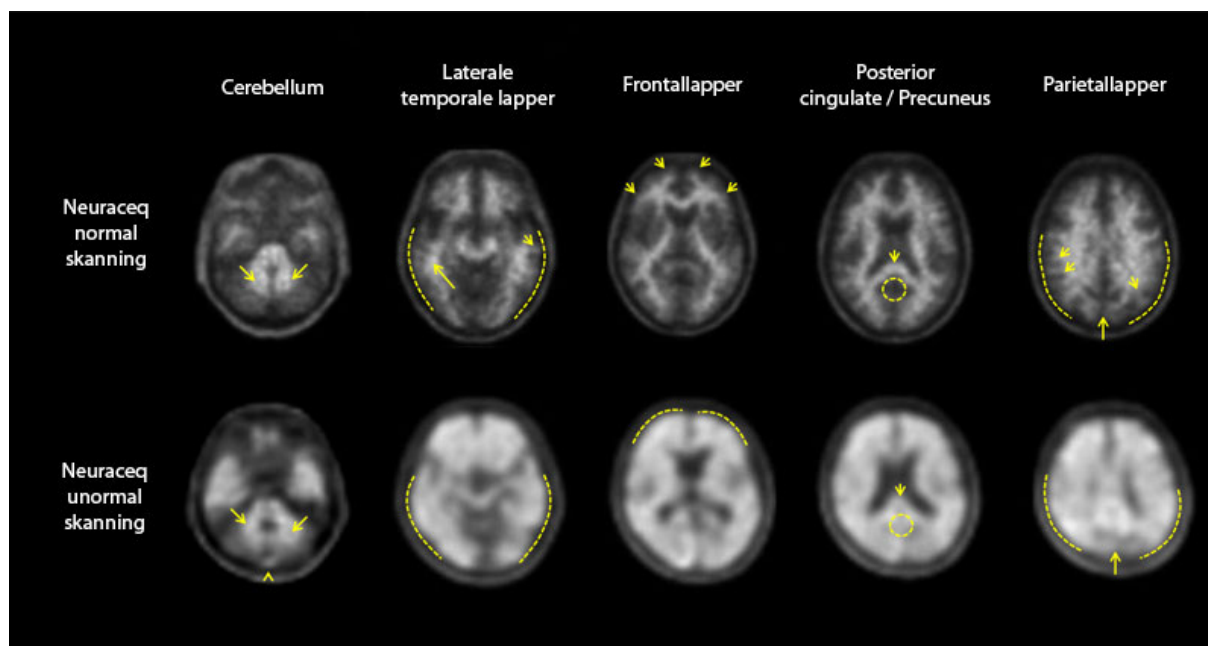 Cerebellum
Laterale
temporale lapper
Frontallapper
Posterior
cingulate / Precuneus
Parietallapper
Neuraceq
normal
skanning
Neuraceq
unormal
skanning